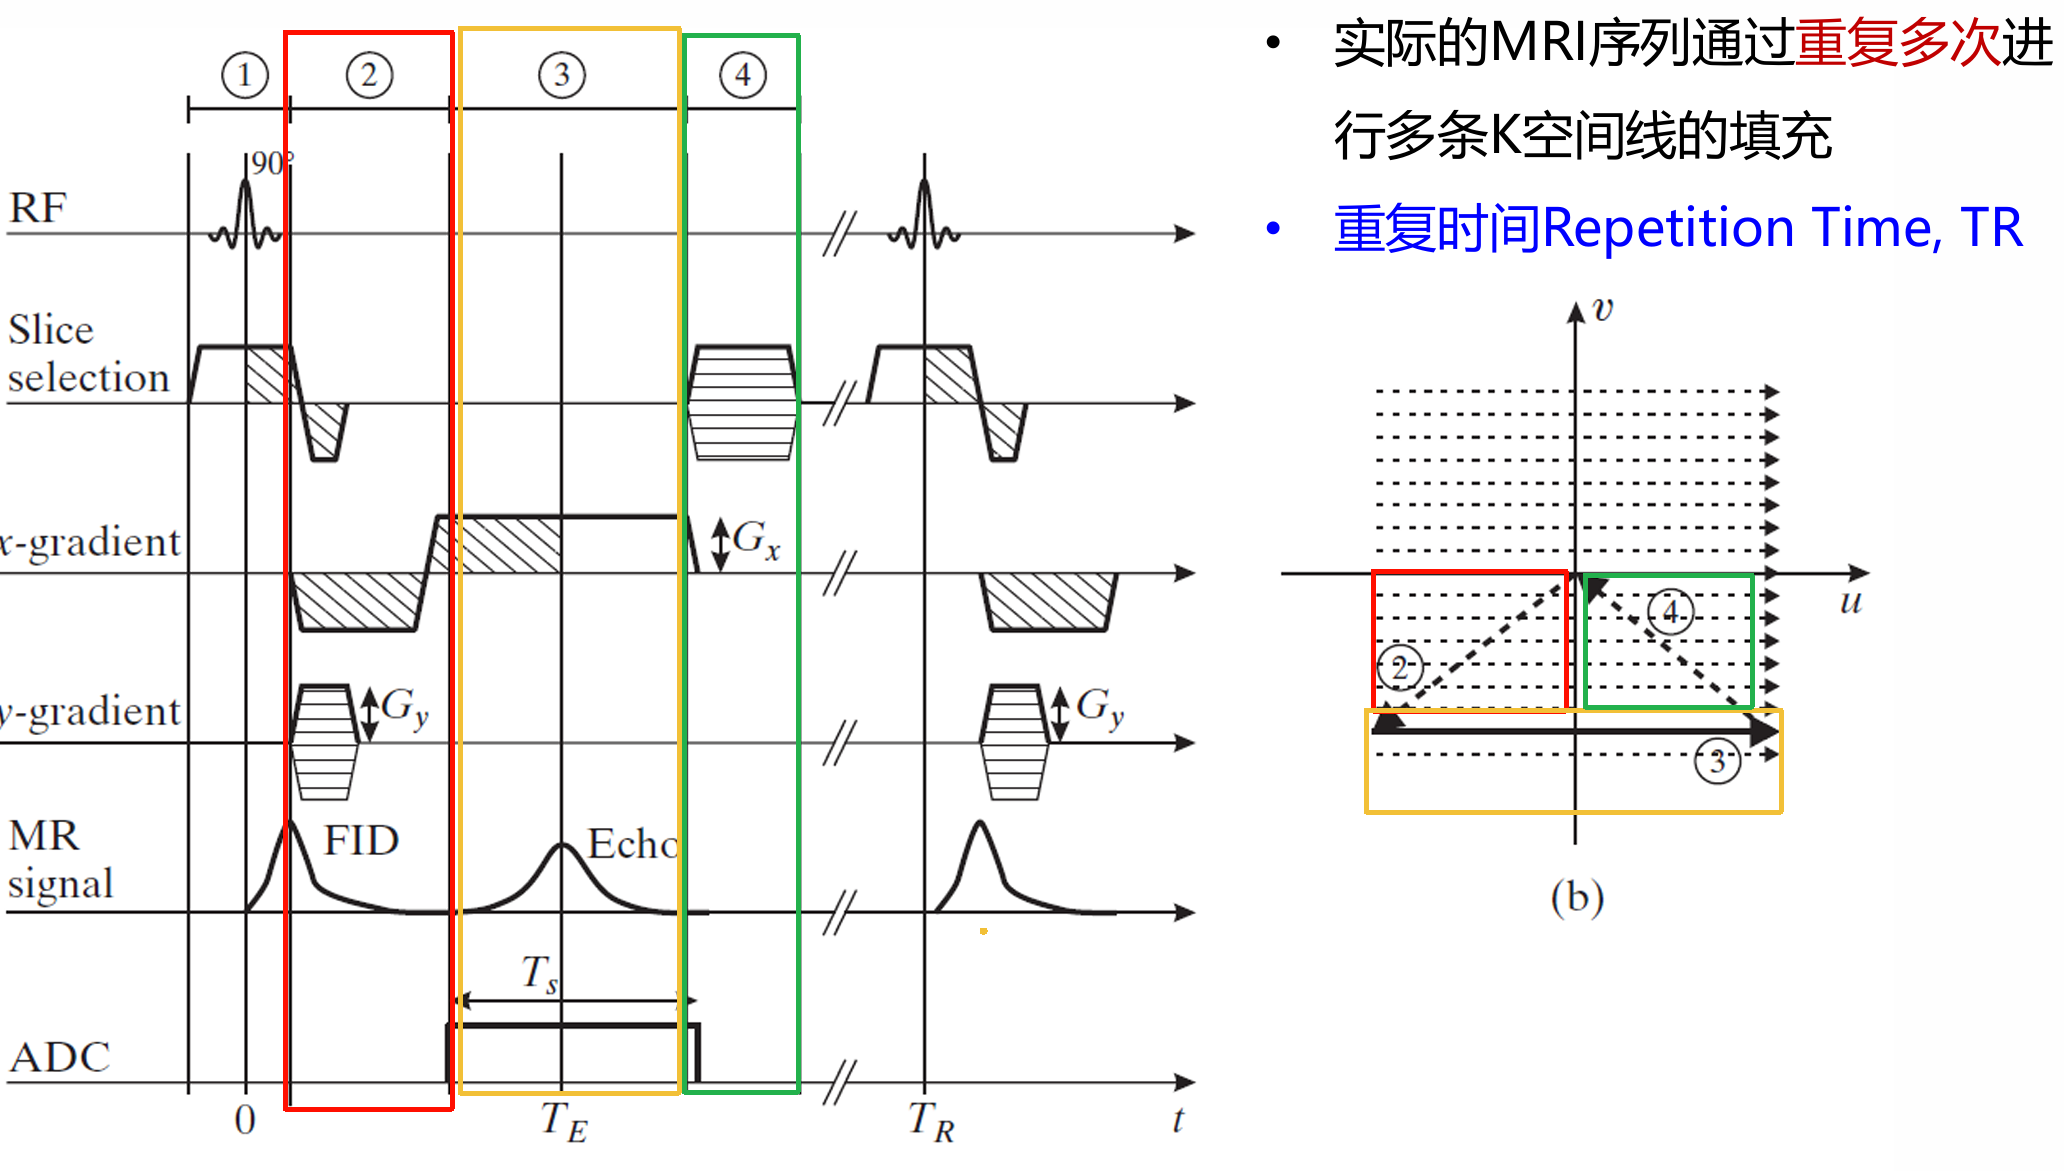 ① ② ③ ④
90°
RF
Slice
selection
x-gradient
Gx
y-gradient
Gy
Gy
MR
signal
FID
Echo
Ts
ADC
0
TE
TR
t
• 实际的MRI序列通过重复多次进
行多条K空间线的填充
• 重复时间Repetition Time, TR
v
u
④
②
③
(b)